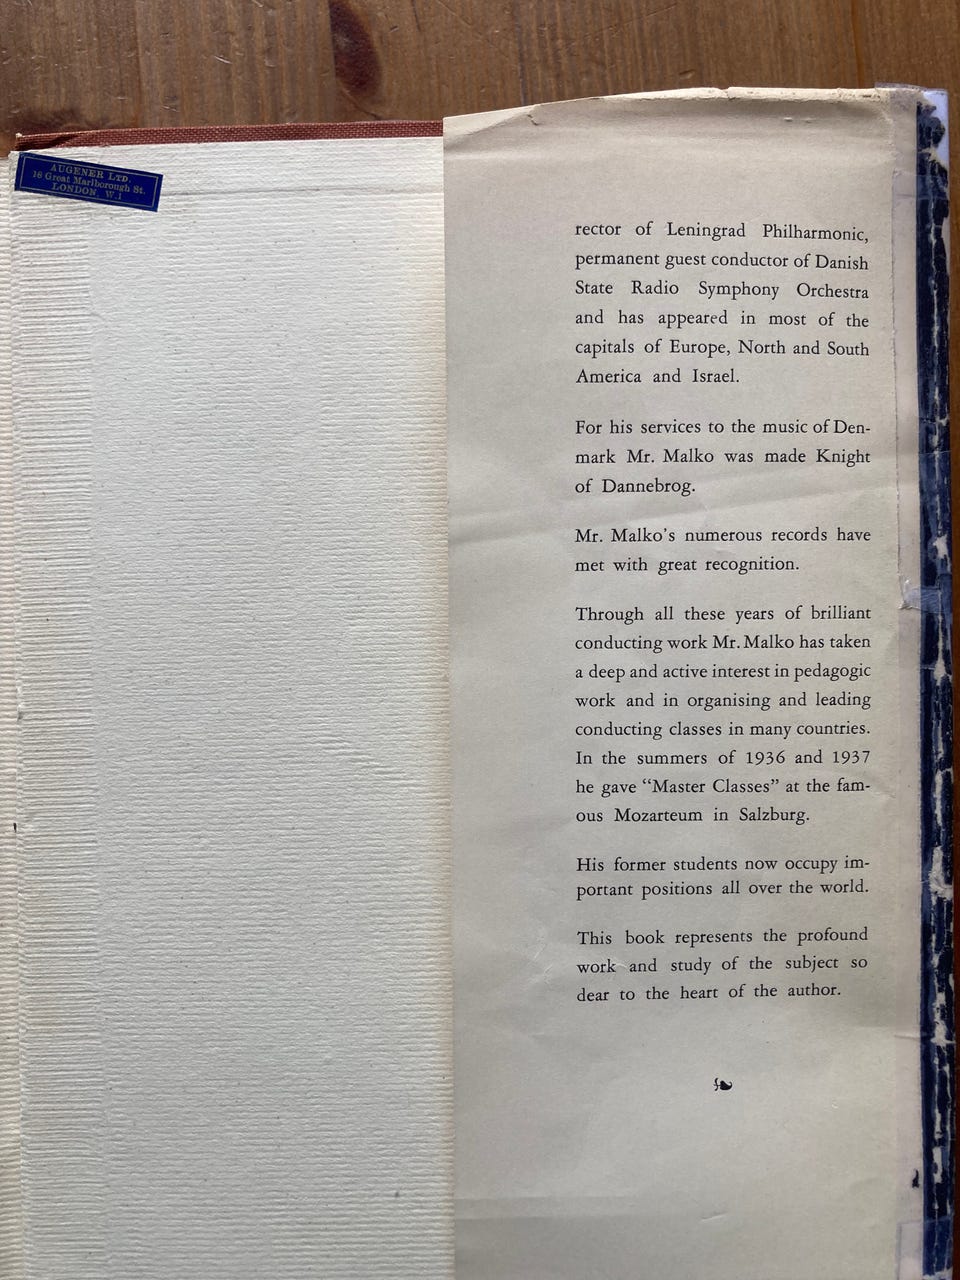 AUGENER LTD.
18 Great Marlborough St.
LONDON, W.1
rector of Leningrad Philharmonic,
permanent guest conductor of Danish
State Radio Symphony Orchestra
and has appeared in most of the
capitals of Europe, North and South
America and Israel.
For his services to the music of Den-
mark Mr. Malko was made Knight
of Dannebrog.
Mr. Malko's numerous records have
met with great recognition.
Through all these years of brilliant
conducting work Mr. Malko has taken
a deep and active interest in pedagogic
work and in organising and leading
conducting classes in many countries.
In the summers of 1936 and 1937
he gave “Master Classes” at the fam-
ous Mozarteum in Salzburg.
His former students now occupy im-
portant positions all over the world.
This book represents the profound
work and study of the subject so
dear to the heart of the author.